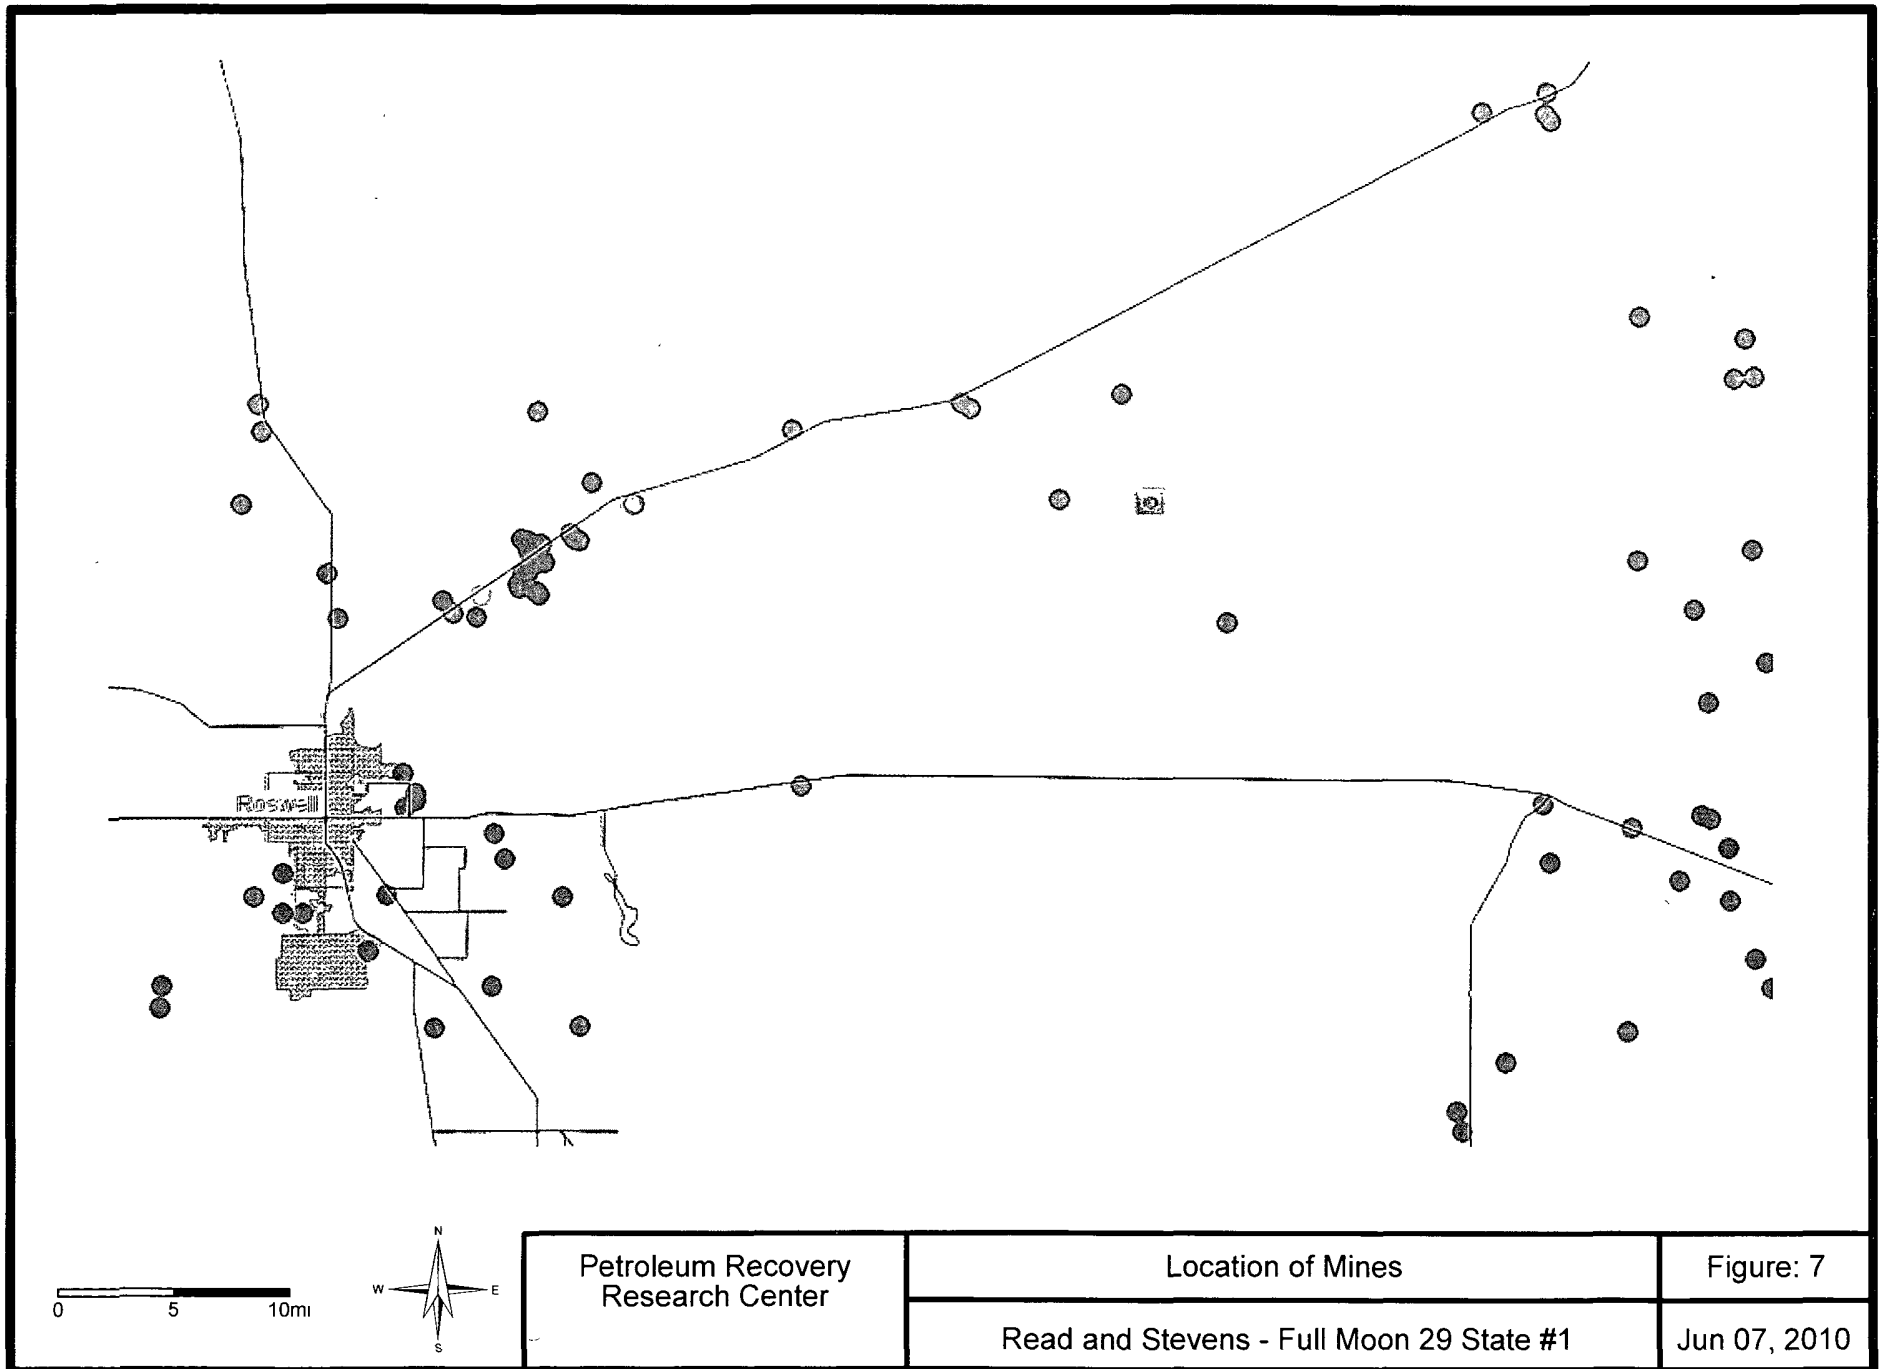 Roswell
0 5 10mi
N
W E
S
Petroleum Recovery
Research Center
Location of Mines
Figure: 7
Read and Stevens - Full Moon 29 State #1
Jun 07, 2010